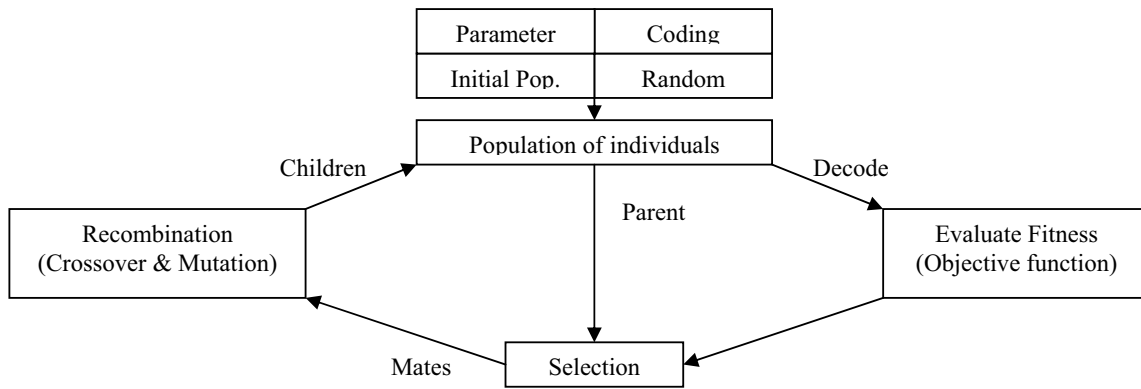 Parameter Coding
Initial Pop. Random
Population of individuals
Children
Decode
Parent
Recombination
(Crossover & Mutation)
Evaluate Fitness
(Objective function)
Mates
Selection